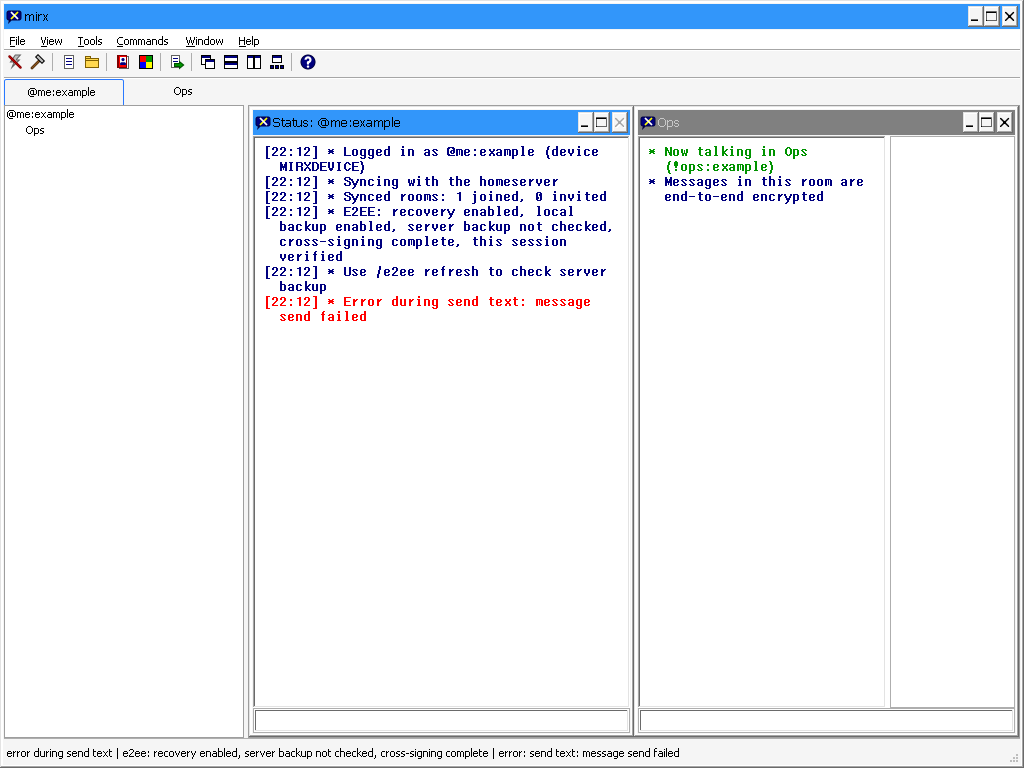 mirx
File View Tools Commands Window Help
@me:example Ops
@me:example
Ops
Status: @me:example
[22:12] * Logged in as @me:example (device
MIRXDEVICE)
[22:12] * Syncing with the homeserver
[22:12] * Synced rooms: 1 joined, 0 invited
[22:12] * E2EE: recovery enabled, local
backup enabled, server backup not checked,
cross-signing complete, this session
verified
[22:12] * Use /e2ee refresh to check server
backup
[22:12] * Error during send text: message
send failed
Ops
* Now talking in Ops
(!ops:example)
* Messages in this room are
end-to-end encrypted
error during send text | e2ee: recovery enabled, server backup not checked, cross-signing complete | error: send text: message send failed